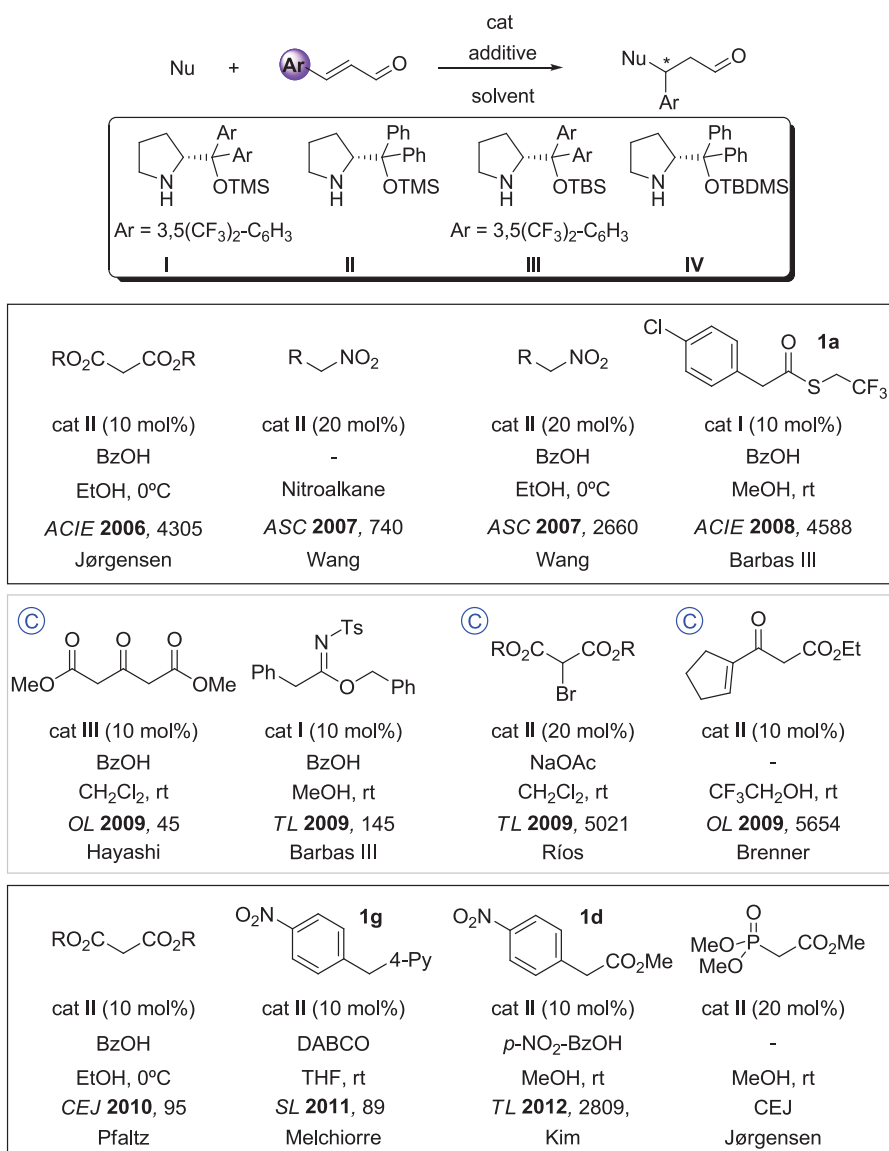 cat
Nu + Ar O additive Nu * O
solvent Ar
Ar Ph Ar Ph
Ar Ph Ar Ph
N H OTMS N H OTMS N H OTBS N H OTBDMS
Ar = 3,5(CF3)2-C6H3 Ar = 3,5(CF3)2-C6H3
I II III IV
RO2C CO2R
cat II (10 mol%)
BzOH
EtOH, 0ºC
ACIE 2006, 4305
Jørgensen
R NO2
cat II (20 mol%)
-
Nitroalkane
ASC 2007, 740
Wang
R NO2
cat II (20 mol%)
BzOH
EtOH, 0ºC
ASC 2007, 2660
Wang
Cl O 1a
S CF3
cat I (10 mol%)
BzOH
MeOH, rt
ACIE 2008, 4588
Barbas III
C
O O O
MeO OMe
cat III (10 mol%)
BzOH
CH2Cl2, rt
OL 2009, 45
Hayashi
Ts
N
Ph O Ph
cat I (10 mol%)
BzOH
MeOH, rt
TL 2009, 145
Barbas III
C
RO2C CO2R
Br
cat II (20 mol%)
NaOAc
CH2Cl2, rt
TL 2009, 5021
Ríos
C
O
CO2Et
cat II (10 mol%)
-
CF3CH2OH, rt
OL 2009, 5654
Brenner
RO2C CO2R
cat II (10 mol%)
BzOH
EtOH, 0ºC
CEJ 2010, 95
Pfaltz
O2N 1g
4-Py
cat II (10 mol%)
DABCO
THF, rt
SL 2011, 89
Melchiorre
O2N 1d
CO2Me
cat II (10 mol%)
p-NO2-BzOH
MeOH, rt
TL 2012, 2809,
Kim
O
MeO P CO2Me
MeO
cat II (20 mol%)
-
MeOH, rt
CEJ
Jørgensen